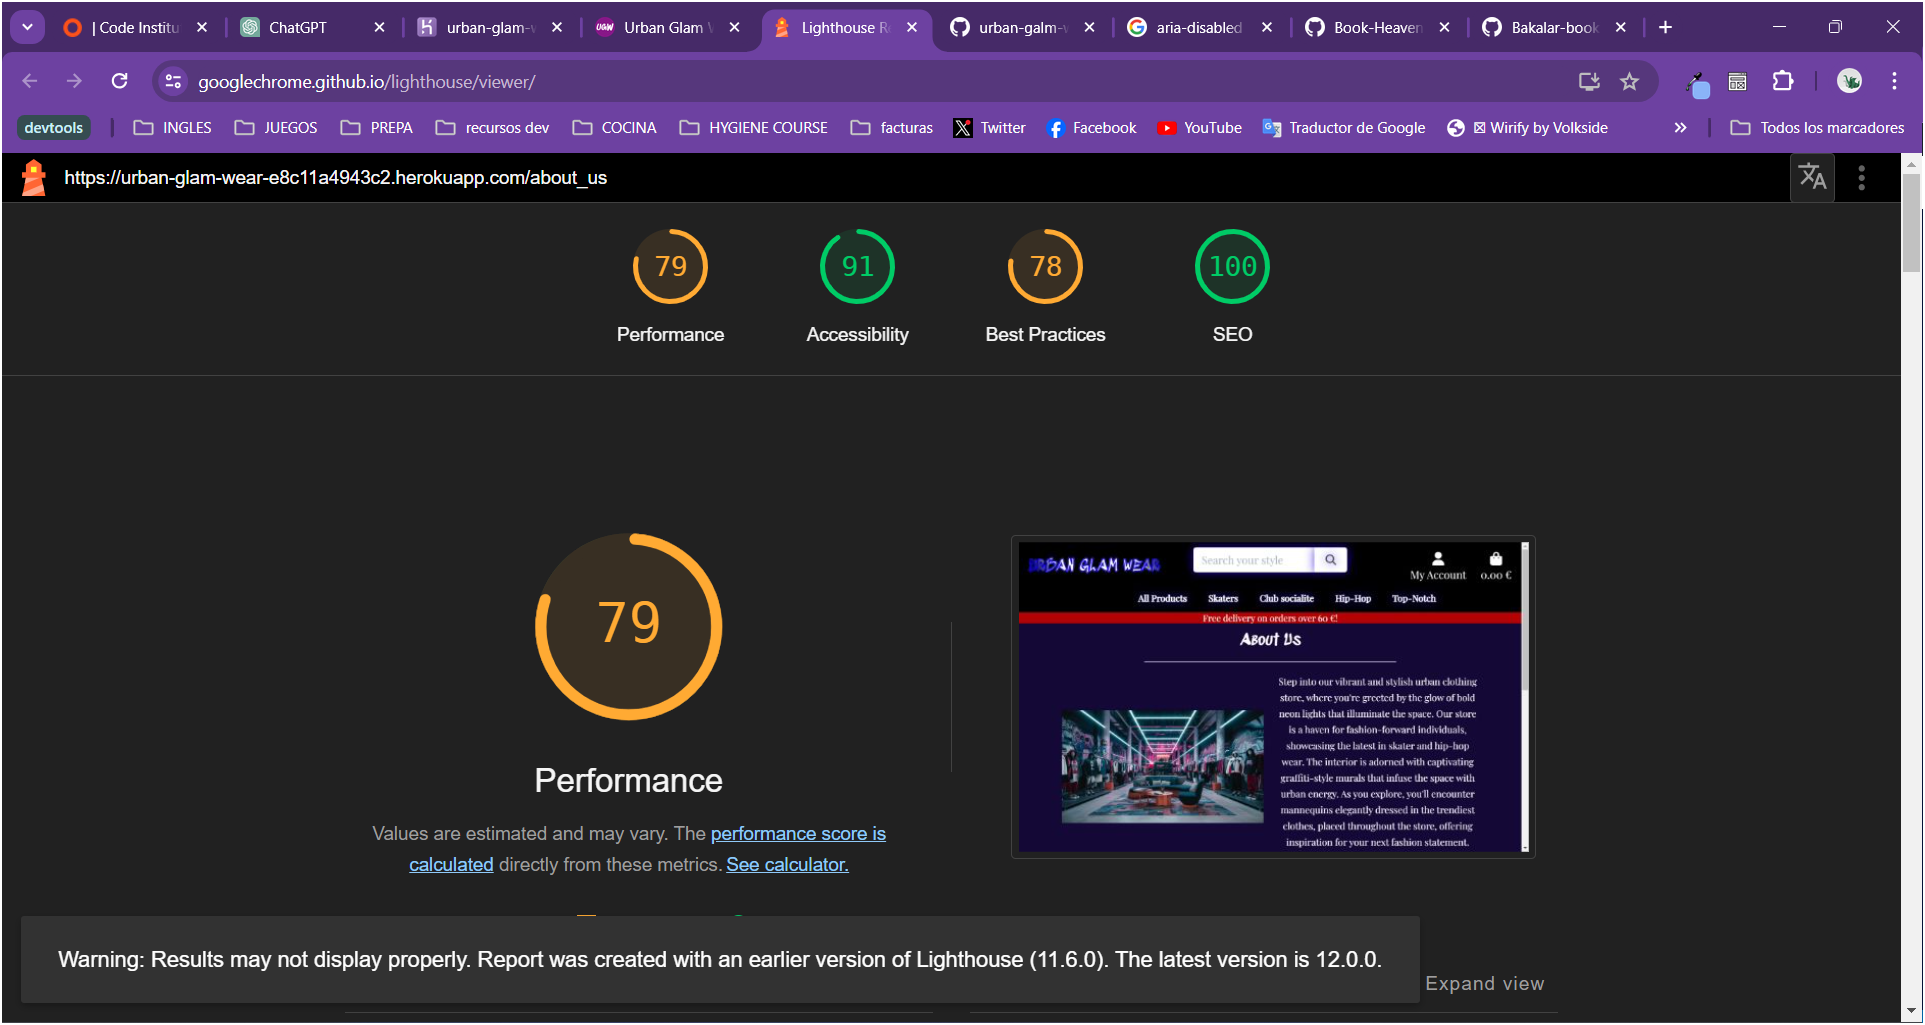 | Code Institu
ChatGPT
urban-glam-w
Urban Glam W
Lighthouse Re
urban-galm-w
aria-disabled
Book-Heaven
Bakalar-book
googlechrome.github.io/lighthouse/viewer/
devtools
INGLES
JUEGOS
PREPA
recursos dev
COCINA
HYGIENE COURSE
facturas
Twitter
Facebook
YouTube
Traductor de Google
Wirify by Volkside
Todos los marcadores
https://urban-glam-wear-e8c11a4943c2.herokuapp.com/about_us
79
91
78
100
Performance
Accessibility
Best Practices
SEO
79
Performance
Values are estimated and may vary. The performance score is
calculated directly from these metrics. See calculator.
URBAN GLAM WEAR
Search your style
My Account
0.00 €
All Products
Skaters
Club socialite
Hip-Hop
Top-Notch
Free delivery on orders over 60 €!
About Us
Step into our vibrant and stylish urban clothing
store, where you're greeted by the glow of bold
neon lights that illuminate the space. Our store
is a haven for fashion-forward individuals,
showcasing the latest in skater and hip-hop
wear. The interior is adorned with captivating
graffiti-style murals that infuse the space with
urban energy. As you explore, you'll encounter
mannequins elegantly dressed in the trendiest
clothes, placed throughout the store, offering
inspiration for your next fashion statement.
Warning: Results may not display properly. Report was created with an earlier version of Lighthouse (11.6.0). The latest version is 12.0.0.
Expand view